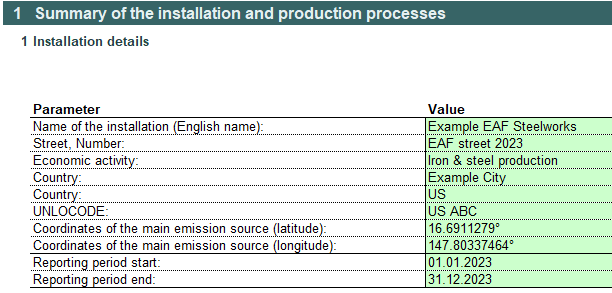 1 Summary of the installation and production processes
1 Installation details
Parameter Value
Name of the installation (English name): Example EAF Steelworks
Street, Number: EAF street 2023
Economic activity: Iron & steel production
Country: Example City
Country: US
UNLOCODE: US ABC
Coordinates of the main emission source (latitude): 16.6911279°
Coordinates of the main emission source (longitude): 147.80337464°
Reporting period start: 01.01.2023
Reporting period end: 31.12.2023